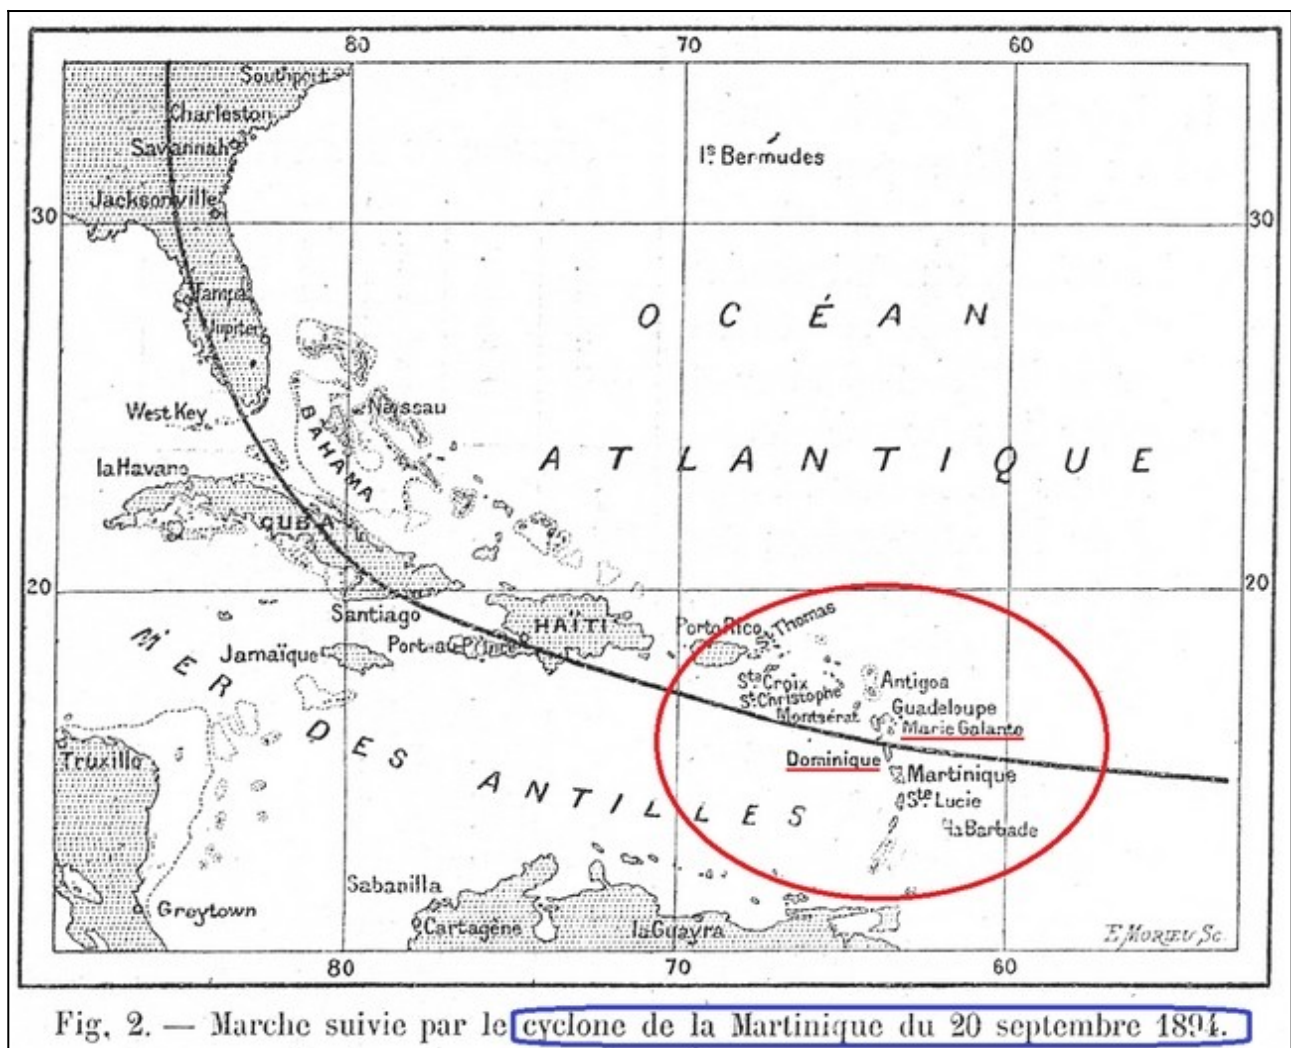 80 70 60
Southport
Charleston
Savannah
Is. Bermudes
Jacksonville
30 30
Tampa
OCÉAN
Jupiter
West Key
Nassau
BAHAMA
ATLANTIQUE
la Havane
CUBA
20 20
Santiago
HAÏTI
Porto Rico
St Thomas
Port-au-Prince
Jamaïque
MER DES ANTILLES
Sta Croix
Antigoa
St Christophe
Guadeloupe
Montsérat
Marie Galante
Truxillo
Dominique
Martinique
Ste Lucie
la Barbade
Sabanilla
Greytown
Cartagène
la Guayra
E. MORIEU, Sc.
80 70 60
Fig. 2. — Marche suivie par le cyclone de la Martinique du 20 septembre 1894.